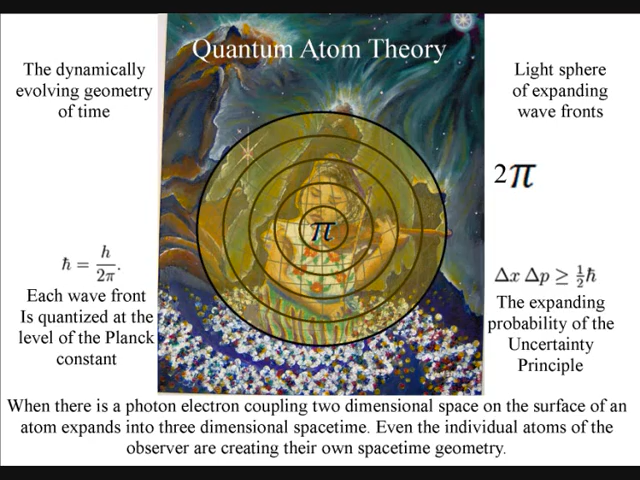 Quantum Atom Theory
The dynamically
evolving geometry
of time
Light sphere
of expanding
wave fronts
2π
π
ħ = h / 2π.
Each wave front
Is quantized at the
level of the Planck
constant
Δx Δp ≥ ½ħ
The expanding
probability of the
Uncertainty
Principle
When there is a photon electron coupling two dimensional space on the surface of an
atom expands into three dimensional spacetime. Even the individual atoms of the
observer are creating their own spacetime geometry.